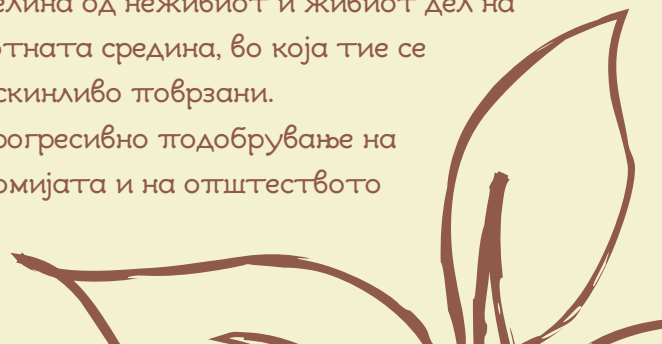 елина од неживиот и живиот дел на
отната средина, во која тие се
скинливо поврзани.
рогресивно подобрување на
омијата и на општеството